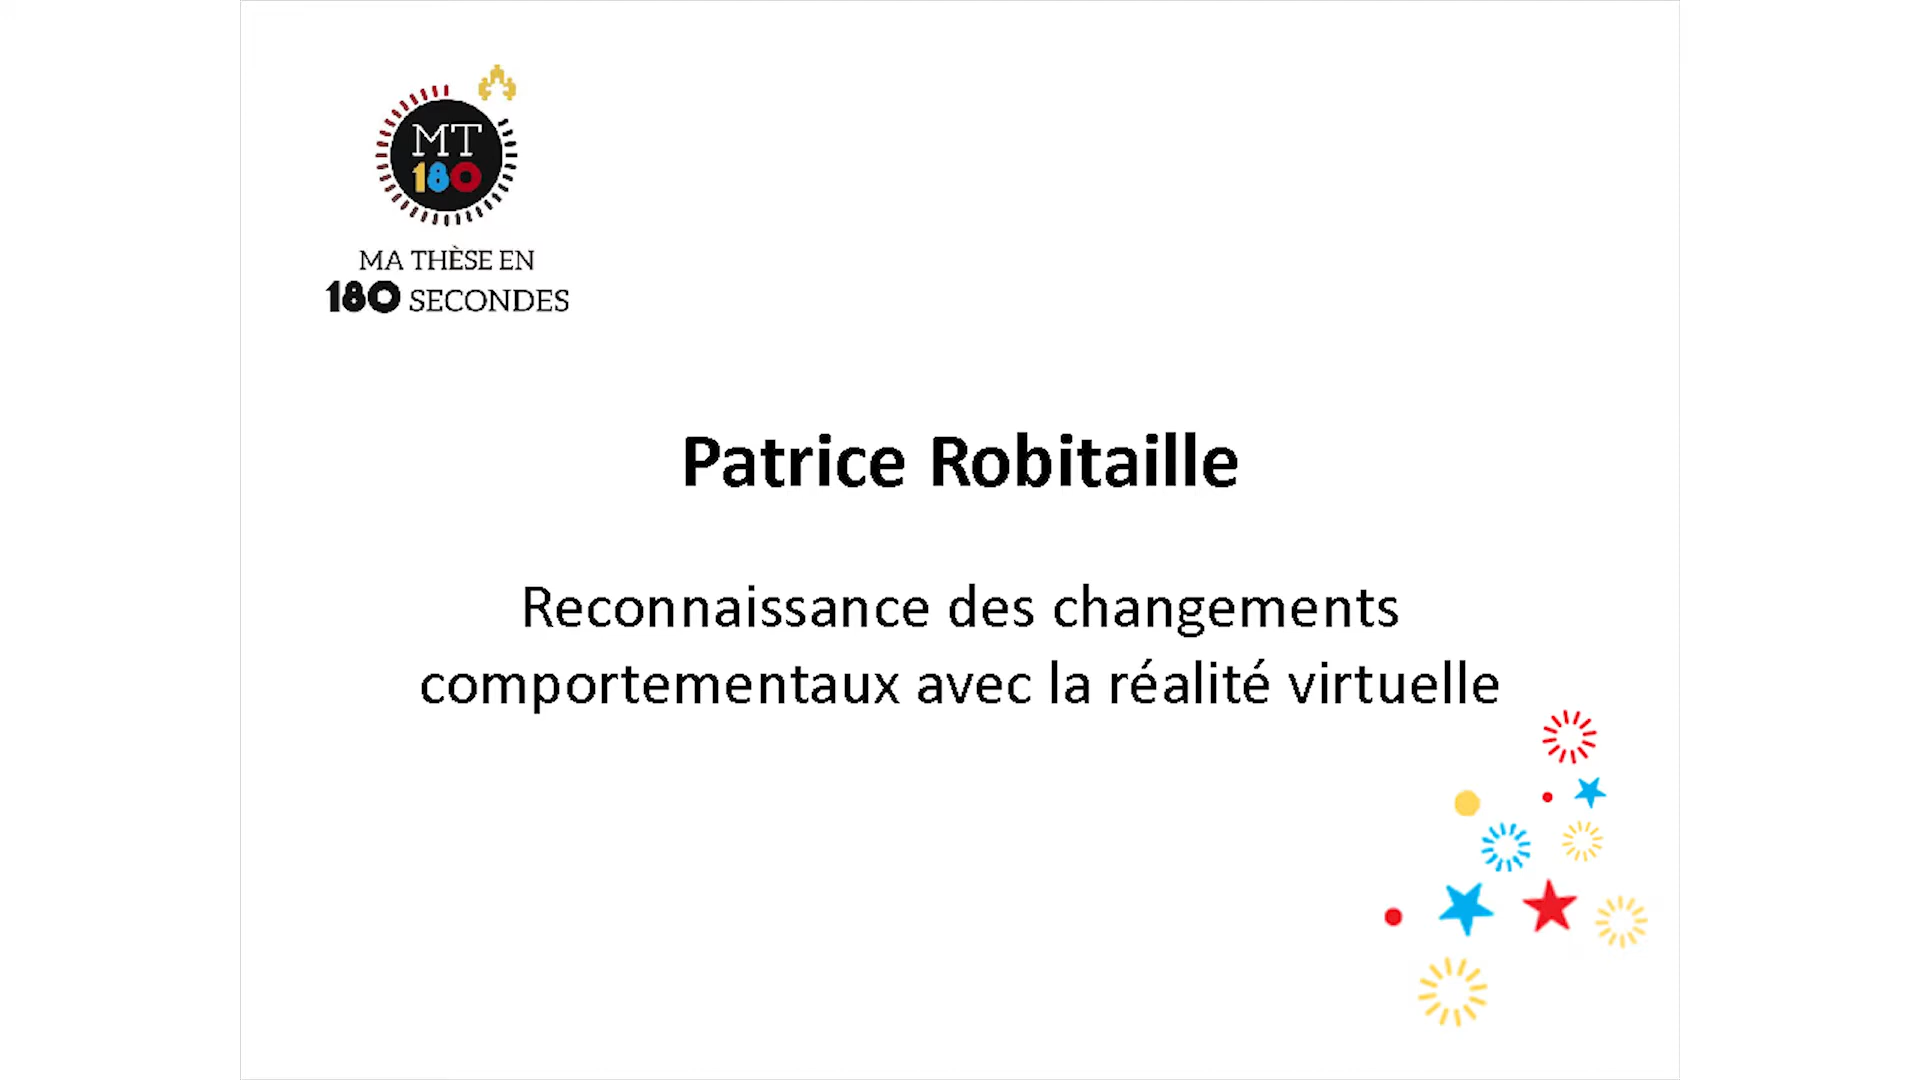 MT
180
MA THÈSE EN
180 SECONDES
Patrice Robitaille
Reconnaissance des changements
comportementaux avec la réalité virtuelle